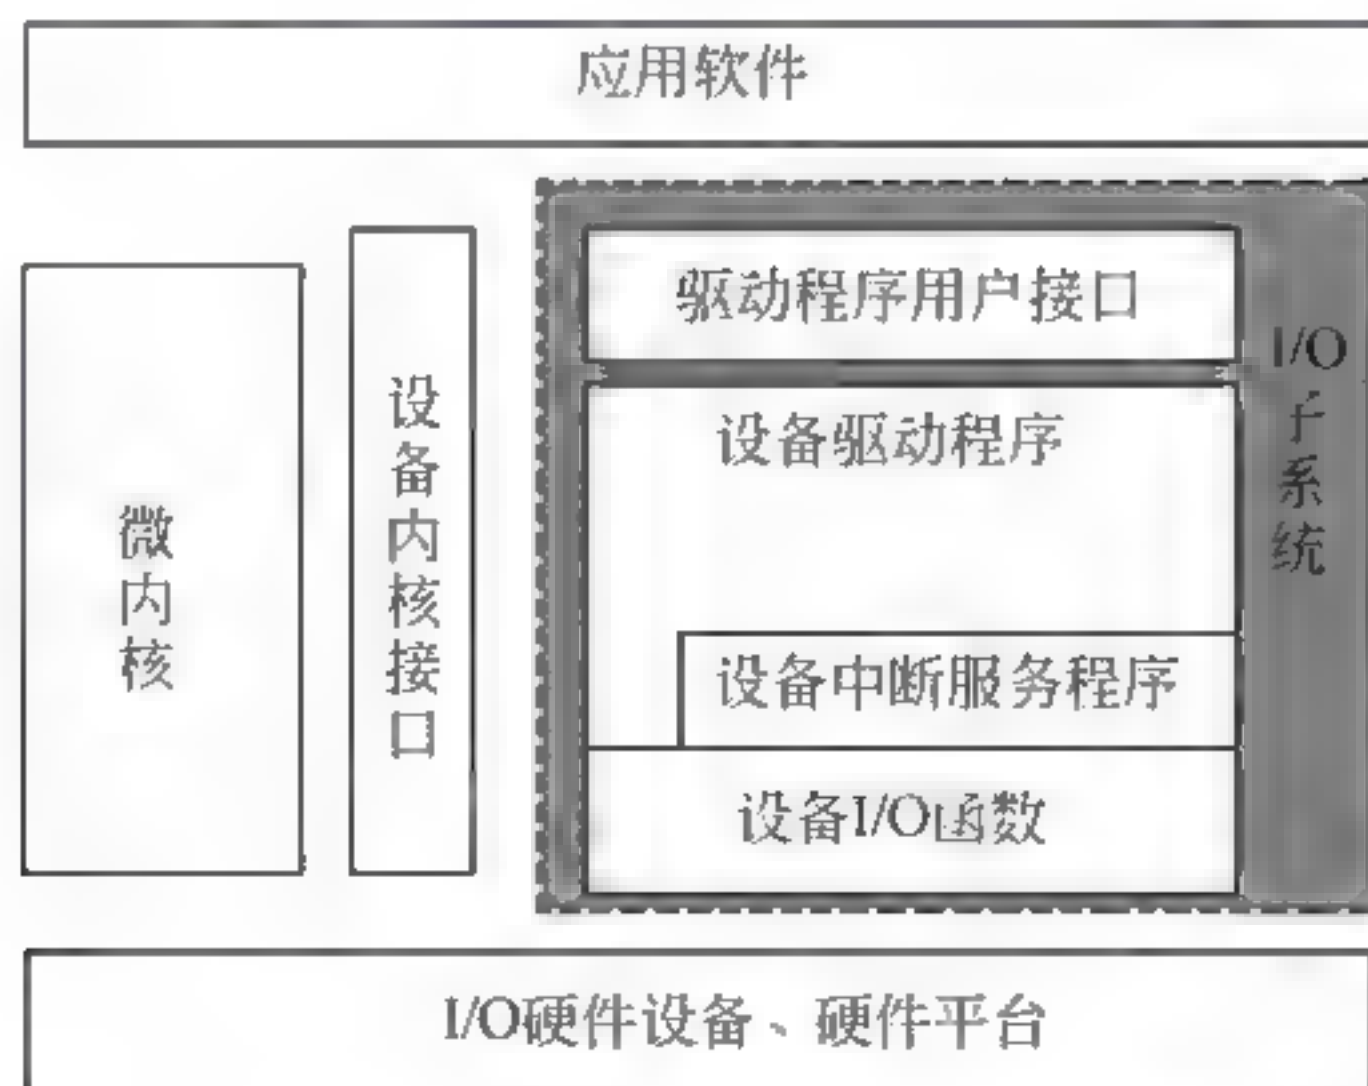 应用软件
微内核
设备内核接口
驱动程序用户接口
设备驱动程序
设备中断服务程序
设备I/O函数
I/O子系统
I/O硬件设备、硬件平台